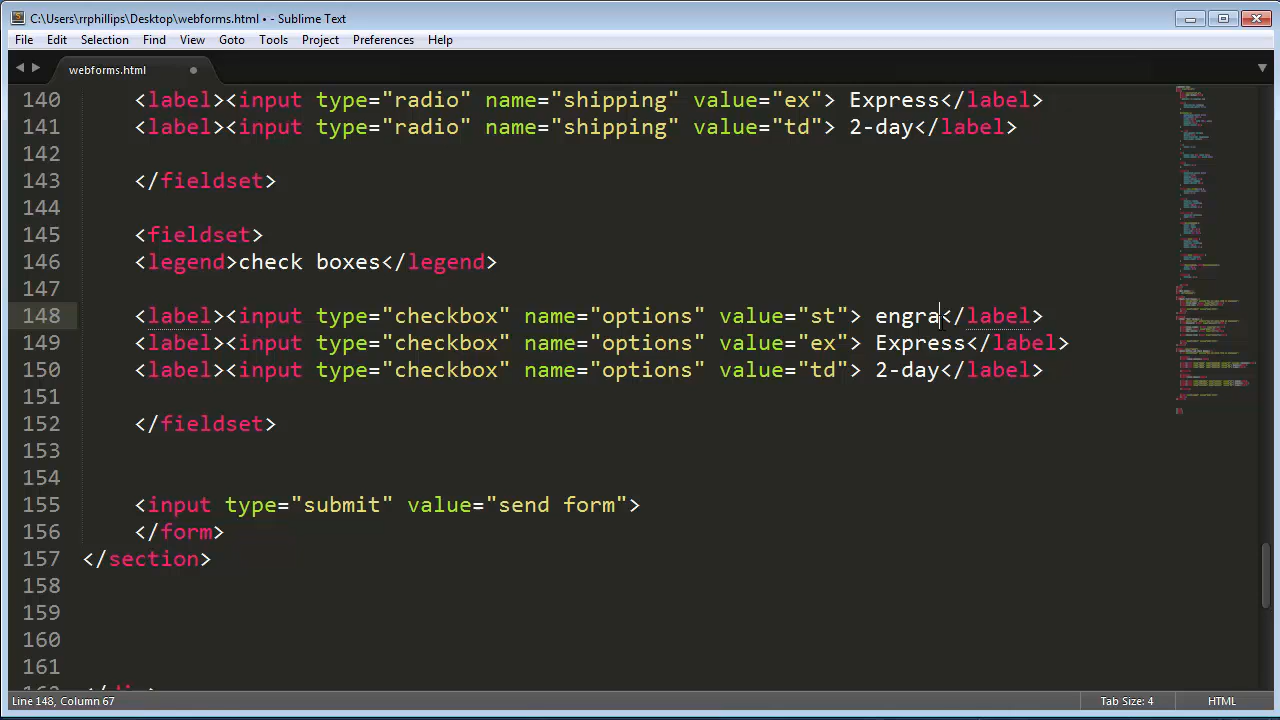 C:\Users\rrphillips\Desktop\webforms.html • - Sublime Text
File Edit Selection Find View Goto Tools Project Preferences Help
webforms.html
140 <label><input type="radio" name="shipping" value="ex"> Express</label>
141 <label><input type="radio" name="shipping" value="td"> 2-day</label>
142
143 </fieldset>
144
145 <fieldset>
146 <legend>check boxes</legend>
147
148 <label><input type="checkbox" name="options" value="st"> engra</label>
149 <label><input type="checkbox" name="options" value="ex"> Express</label>
150 <label><input type="checkbox" name="options" value="td"> 2-day</label>
151
152 </fieldset>
153
154
155 <input type="submit" value="send form">
156 </form>
157 </section>
158
159
160
161
Line 148, Column 67 Tab Size: 4 HTML